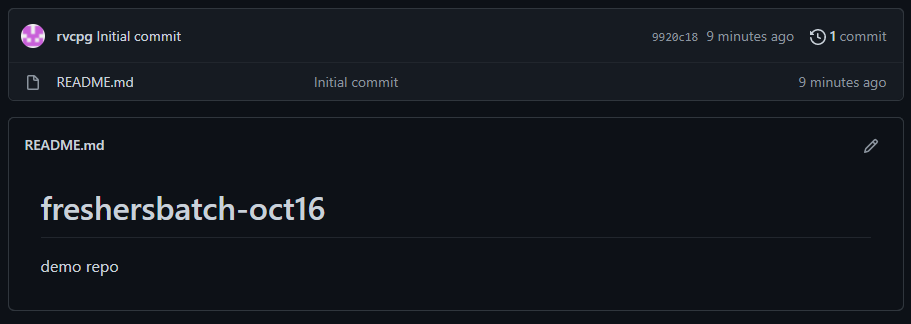 rvcpg Initial commit 9920c18 9 minutes ago 1 commit
README.md Initial commit 9 minutes ago
README.md
freshersbatch-oct16
demo repo